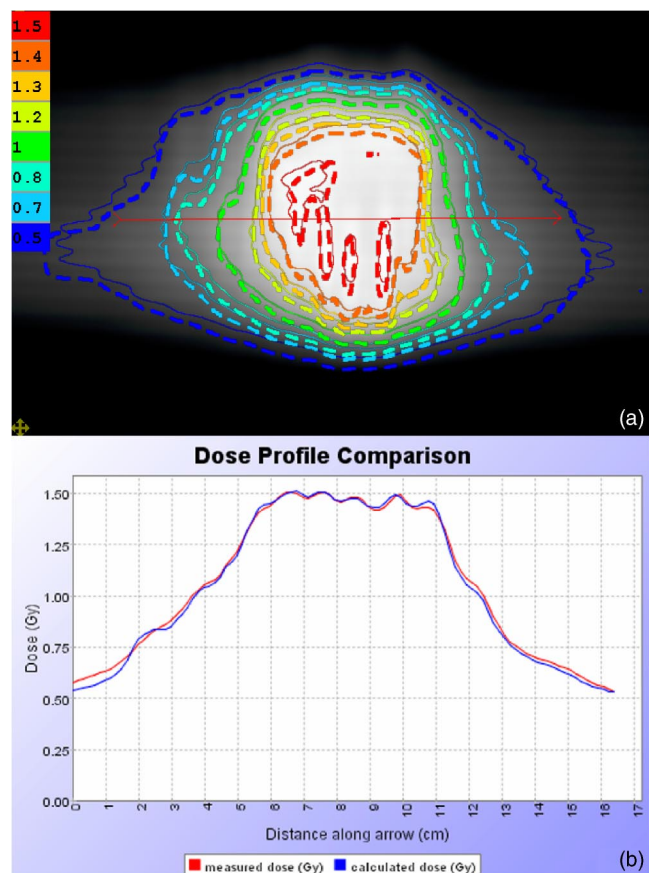 1.5
1.4
1.3
1.2
1
0.8
0.7
0.5
(a)
Dose Profile Comparison
1.50
1.25
1.00
0.75
0.50
0.25
0.00
Dose (Gy)
0 1 2 3 4 5 6 7 8 9 10 11 12 13 14 15 16 17
Distance along arrow (cm)
measured dose (Gy) calculated dose (Gy)
(b)